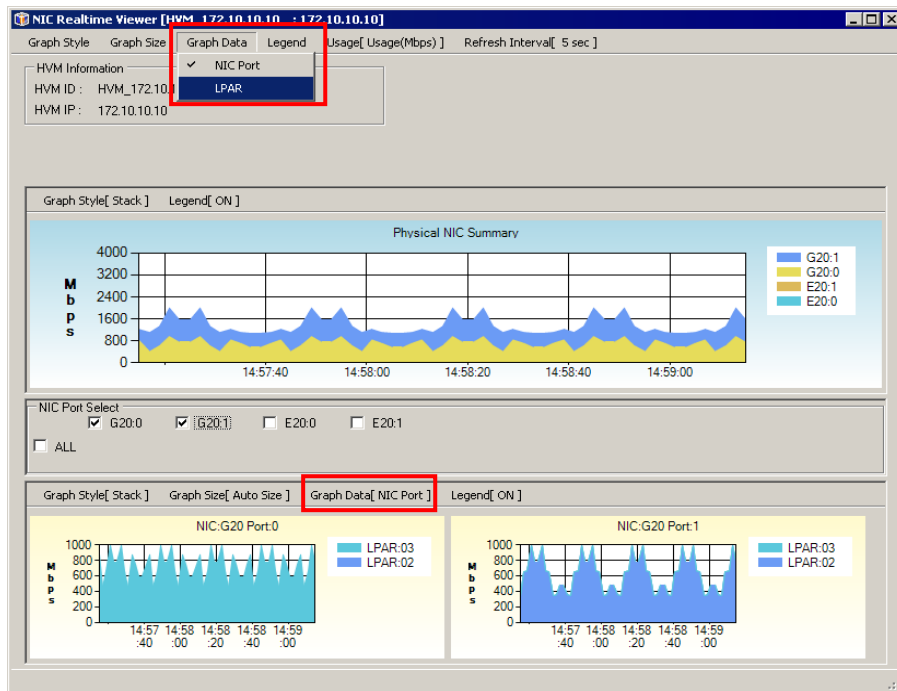 NIC Realtime Viewer [HVM_172.10.10.10 : 172.10.10.10]
Graph Style Graph Size Graph Data Legend Usage[ Usage(Mbps) ] Refresh Interval[ 5 sec ]
NIC Port
LPAR
HVM Information
HVM ID : HVM_172.10.1
HVM IP : 172.10.10.10
Graph Style[ Stack ] Legend[ ON ]
Physical NIC Summary
Mbps
4000
3200
2400
1600
800
0
14:57:40 14:58:00 14:58:20 14:58:40 14:59:00
G20:1
G20:0
E20:1
E20:0
NIC Port Select
G20:0 G20:1 E20:0 E20:1
ALL
Graph Style[ Stack ] Graph Size[ Auto Size ] Graph Data[ NIC Port ] Legend[ ON ]
NIC:G20 Port:0
Mbps
1000
800
600
400
200
0
14:57 14:58 14:58 14:58 14:59
:40 :00 :20 :40 :00
LPAR:03
LPAR:02
NIC:G20 Port:1
Mbps
1000
800
600
400
200
0
14:57 14:58 14:58 14:58 14:59
:40 :00 :20 :40 :00
LPAR:03
LPAR:02